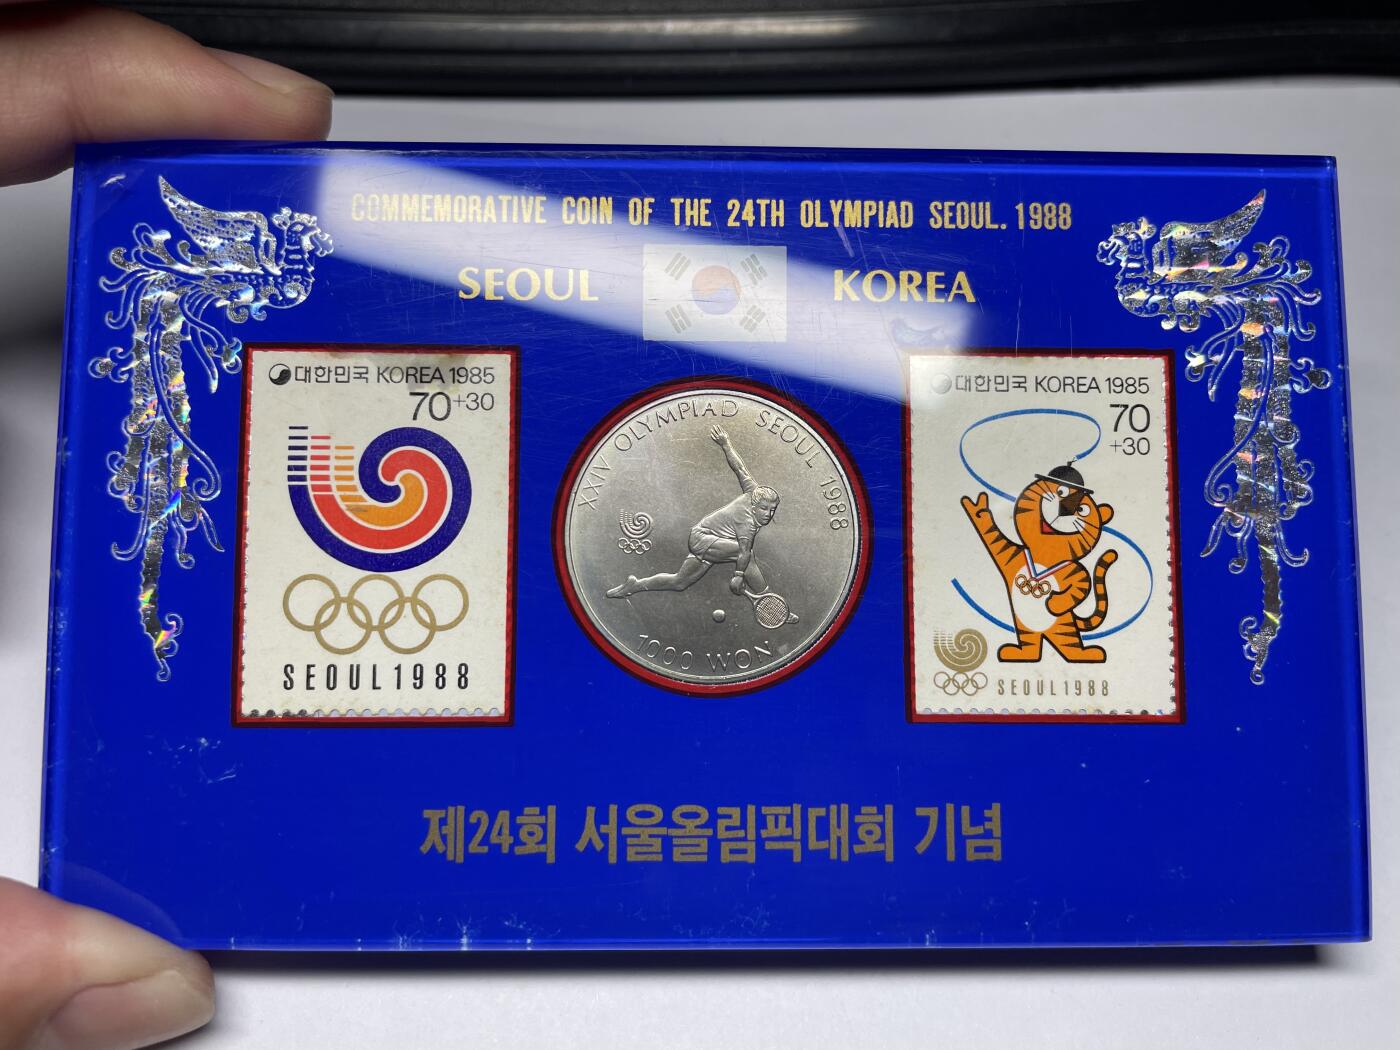 COMMEMORATIVE COIN OF THE 24TH OLYMPIAD SEOUL. 1988
SEOUL KOREA
대한민국 KOREA 1985
70+30
SEOUL1988
XXIV OLYMPIAD SEOUL 1988
1000 WON
대한민국 KOREA 1985
70
+30
SEOUL1988
제24회 서울올림픽대회 기념